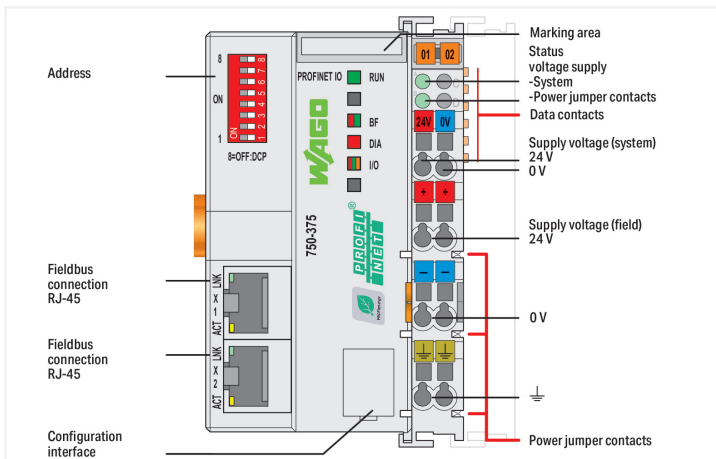 Address
8
ON
1
ON
8
7
6
5
4
3
2
1
8=OFF:DCP
Fieldbus
connection
RJ-45
LNK
X
1
ACT
Fieldbus
connection
RJ-45
LNK
X
2
ACT
Configuration
interface
PROFINET IO
RUN
BF
DIA
I/O
WAGO
750-375
PROFI
NET
®
01
02
24V
0V
+
+
—
—
Marking area
Status
voltage supply
-System
-Power jumper contacts
Data contacts
Supply voltage (system)
24 V
0 V
Supply voltage (field)
24 V
0 V
Power jumper contacts